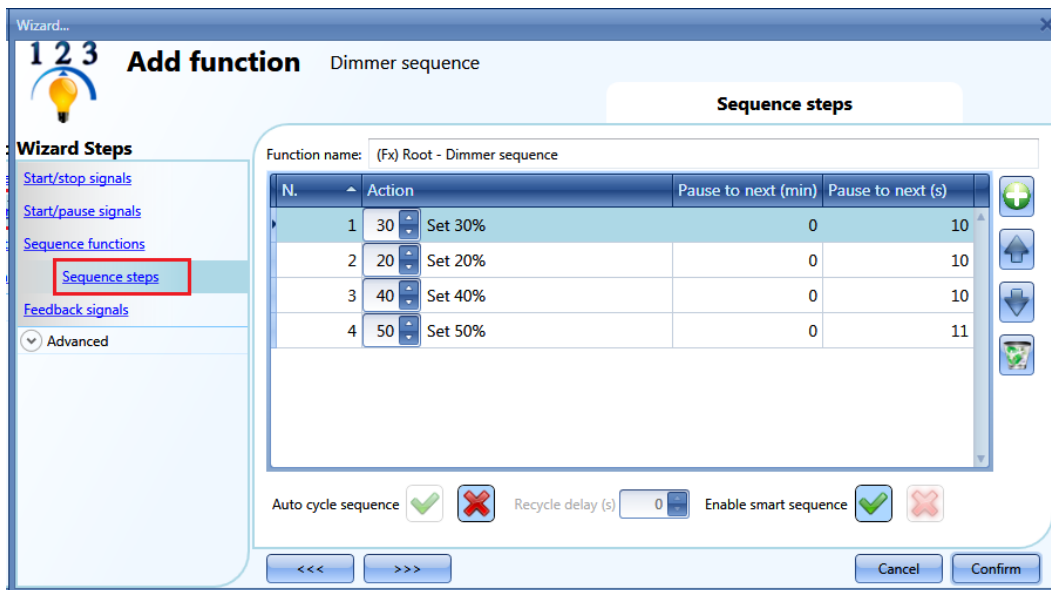 Wizard...
1 2 3
Add function Dimmer sequence
Sequence steps
Wizard Steps
Start/stop signals
Start/pause signals
Sequence functions
Sequence steps
Feedback signals
Advanced
Function name: (Fx) Root - Dimmer sequence
N. Action Pause to next (min) Pause to next (s)
1 30 Set 30% 0 10
2 20 Set 20% 0 10
3 40 Set 40% 0 10
4 50 Set 50% 0 11
Auto cycle sequence Recycle delay (s) 0 Enable smart sequence
<<< >>> Cancel Confirm